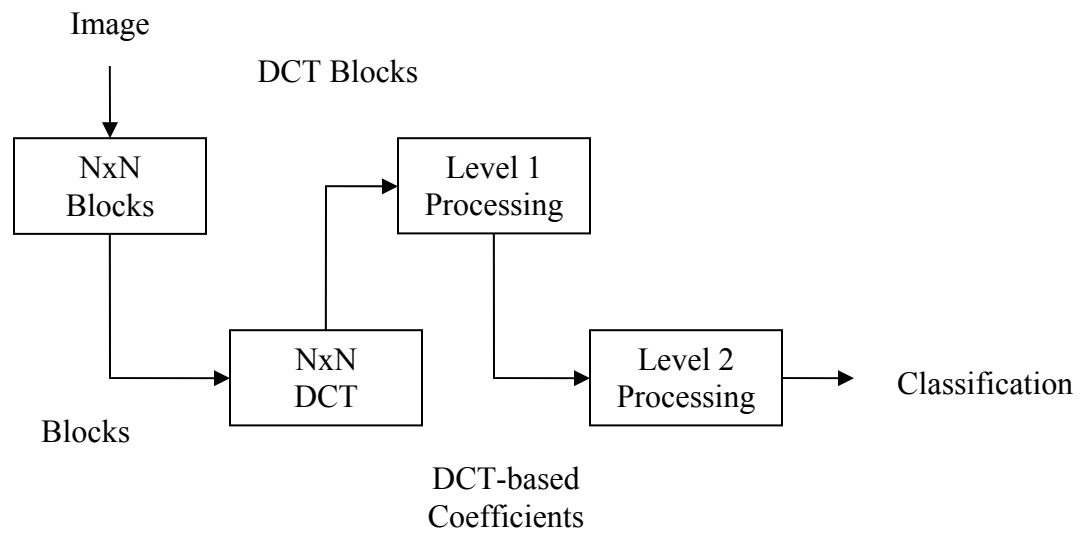 Image
DCT Blocks
NxN
Blocks
Level 1
Processing
NxN
DCT
Level 2
Processing
Classification
Blocks
DCT-based
Coefficients